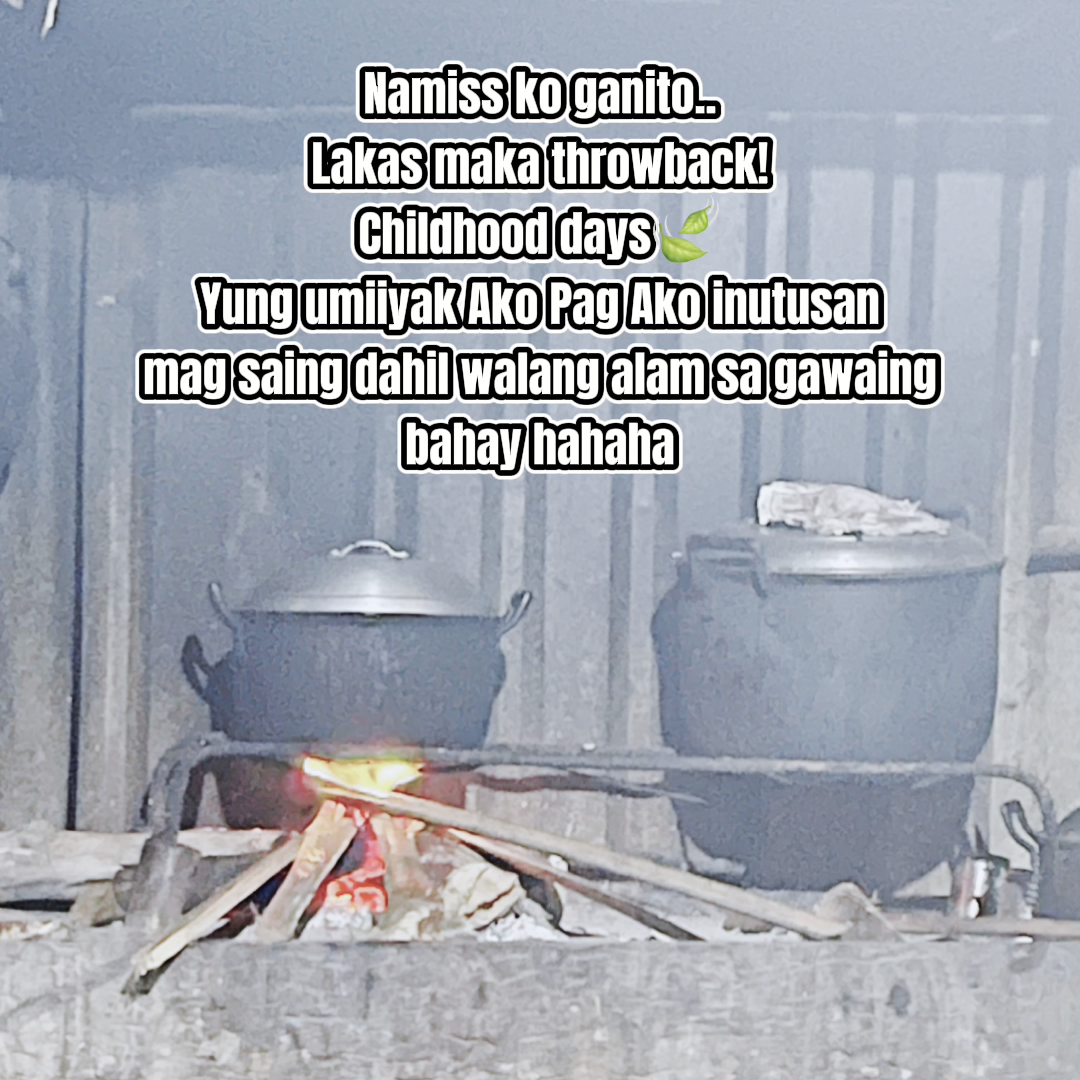 Namiss ko ganito..
Lakas maka throwback!
Childhood days🍃
Yung umiiyak Ako Pag Ako inutusan
mag saing dahil walang alam sa gawaing
bahay hahaha